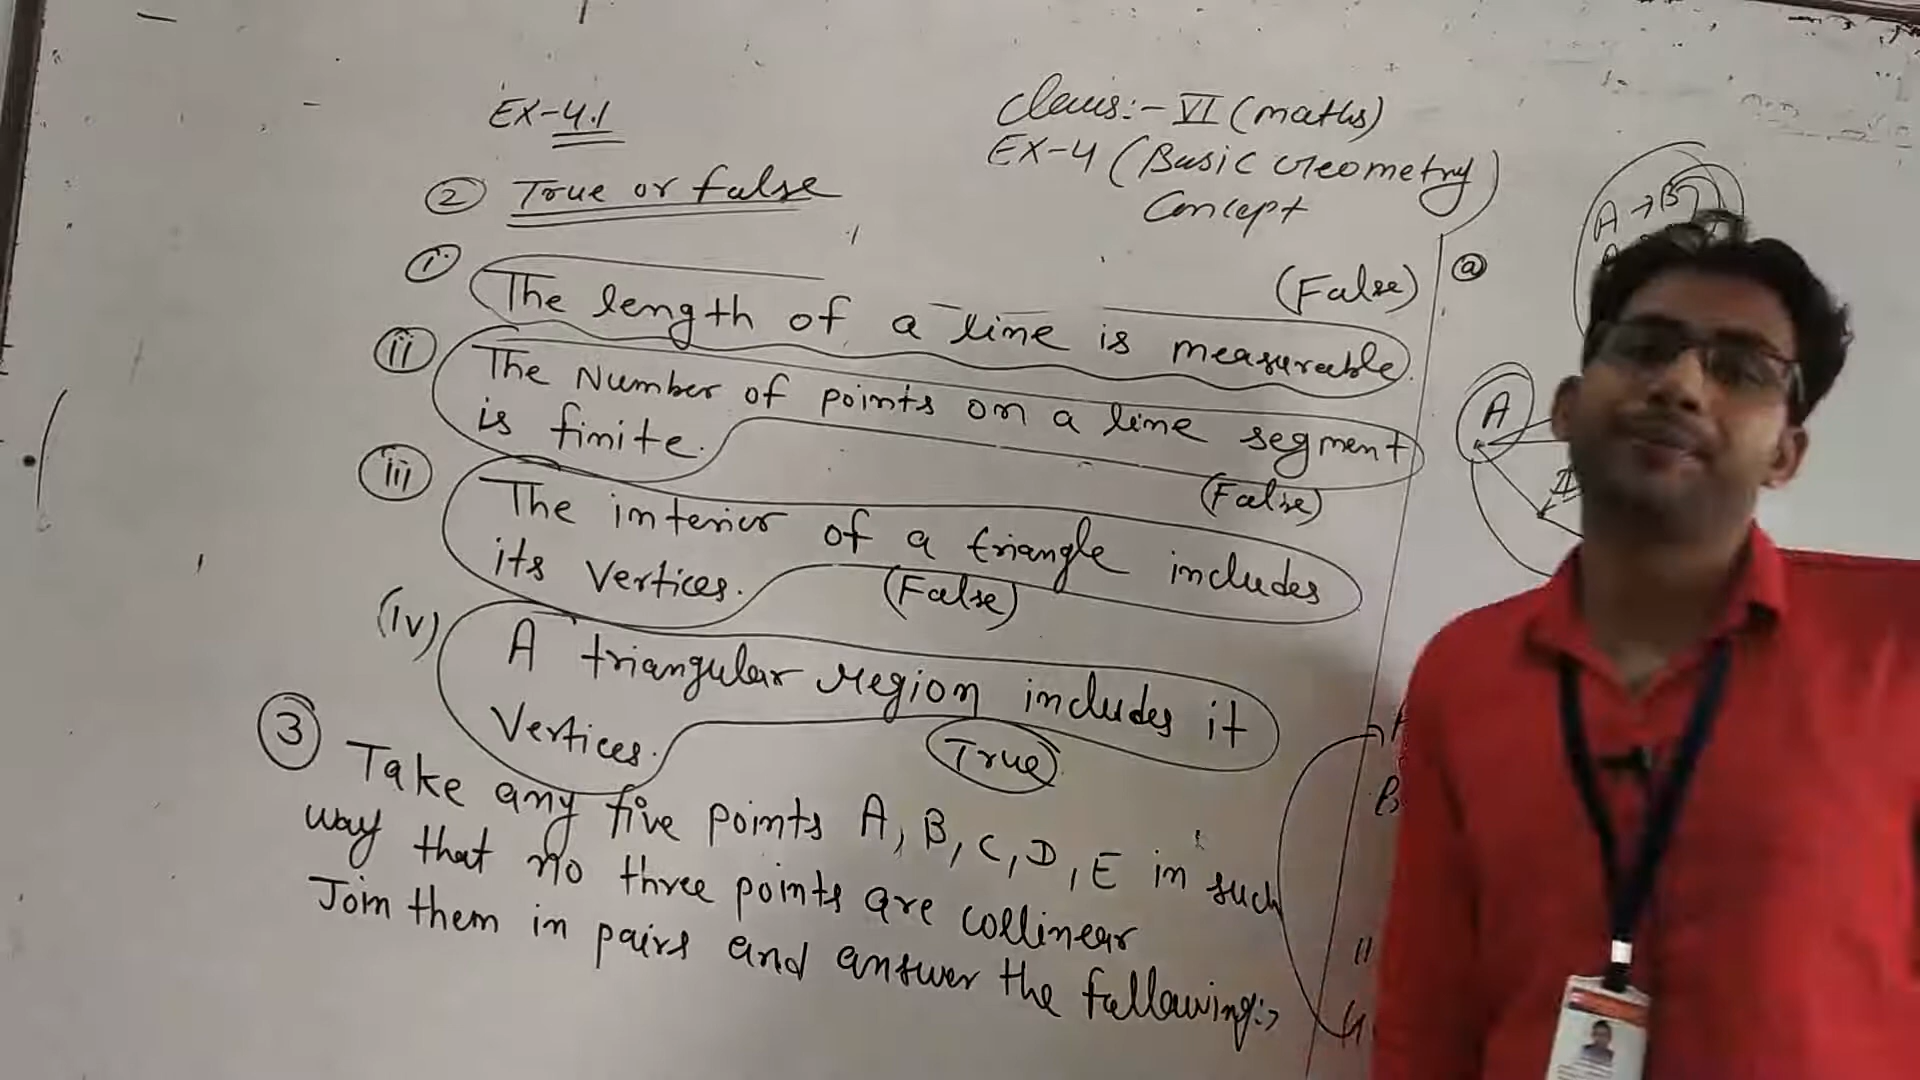 EX-4.1
Class:- VI (maths)
EX-4 (Basic Geometry)
Concept
② True or false
i The length of a line is measurable. (False)
ii The Number of points on a line segment
is finite. (False)
iii The interior of a triangle includes
its vertices. (False)
(iv) A triangular region includes it
Vertices. (True)
③ Take any five points A, B, C, D, E in such
way that no three points are collinear
Join them in pairs and answer the following:→
ⓐ
A → B
A
D
B